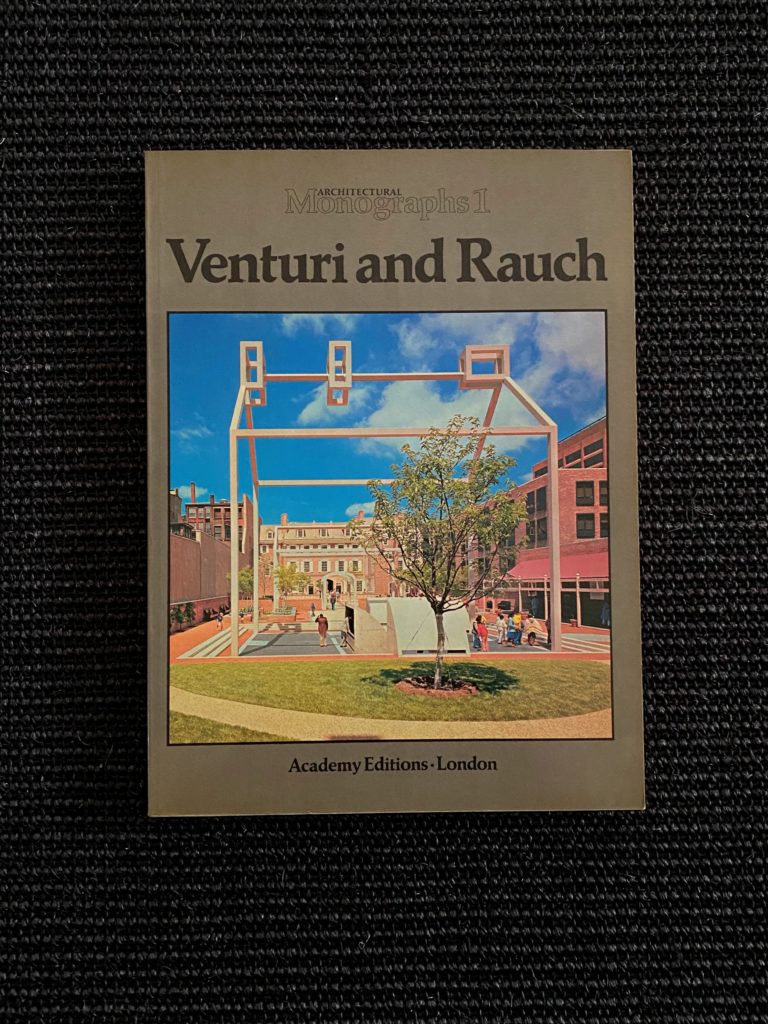 ARCHITECTURAL
Monographs 1
Venturi and Rauch
Academy Editions · London